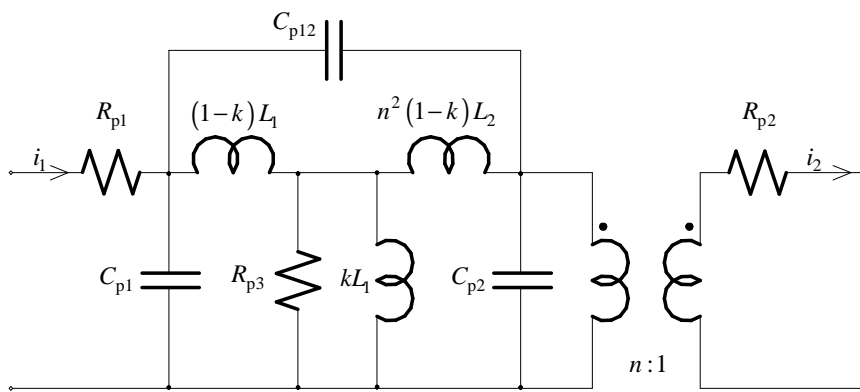 C_p12
(1-k)L_1
n^2(1-k)L_2
R_p1
R_p2
i_1
i_2
C_p1
R_p3
kL_1
C_p2
n:1